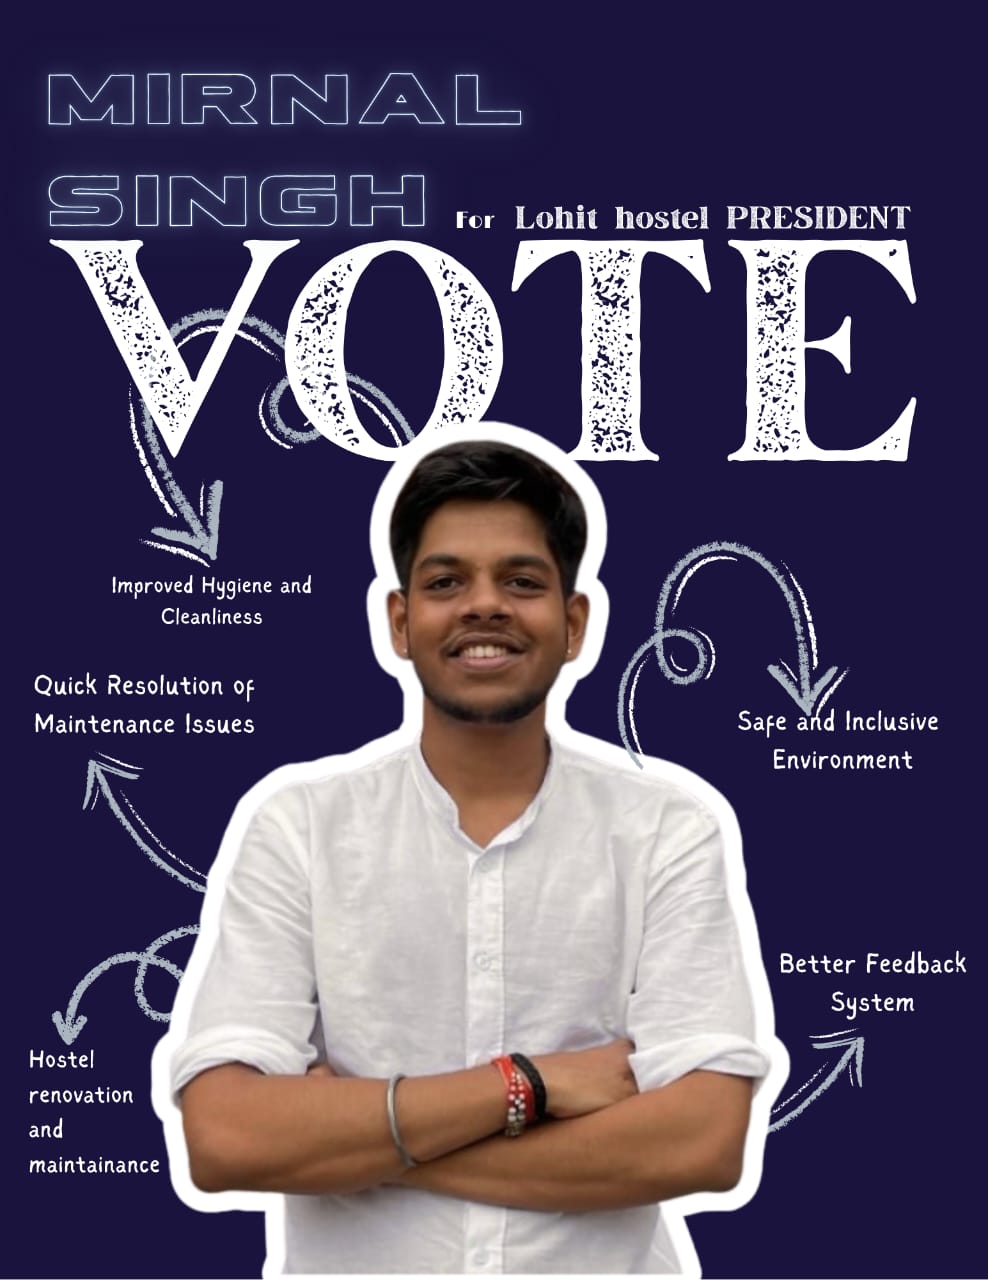 MIRNAL
SINGH
For Lohit hostel PRESIDENT
VOTE
Improved Hygiene and
Cleanliness
Quick Resolution of
Maintenance Issues
Safe and Inclusive
Environment
Better Feedback
System
Hostel
renovation
and
maintainance